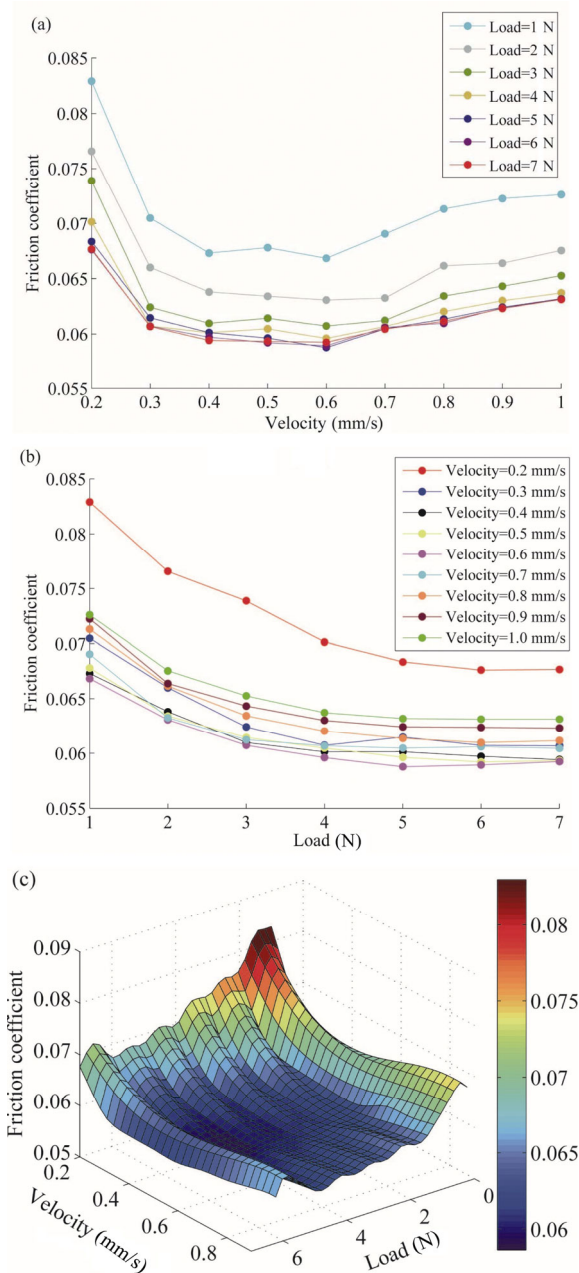 (a)
Load=1 N
Load=2 N
Load=3 N
Load=4 N
Load=5 N
Load=6 N
Load=7 N
0.085
0.08
0.075
0.07
0.065
0.06
0.055
Friction coefficient
0.2 0.3 0.4 0.5 0.6 0.7 0.8 0.9 1
Velocity (mm/s)
(b)
Velocity=0.2 mm/s
Velocity=0.3 mm/s
Velocity=0.4 mm/s
Velocity=0.5 mm/s
Velocity=0.6 mm/s
Velocity=0.7 mm/s
Velocity=0.8 mm/s
Velocity=0.9 mm/s
Velocity=1.0 mm/s
0.085
0.08
0.075
0.07
0.065
0.06
0.055
Friction coefficient
1 2 3 4 5 6 7
Load (N)
(c)
0.09
0.08
0.07
0.06
0.05
Friction coefficient
0.2
0.4
0.6
0.8
Velocity (mm/s)
6
4
2
0
Load (N)
0.08
0.075
0.07
0.065
0.06